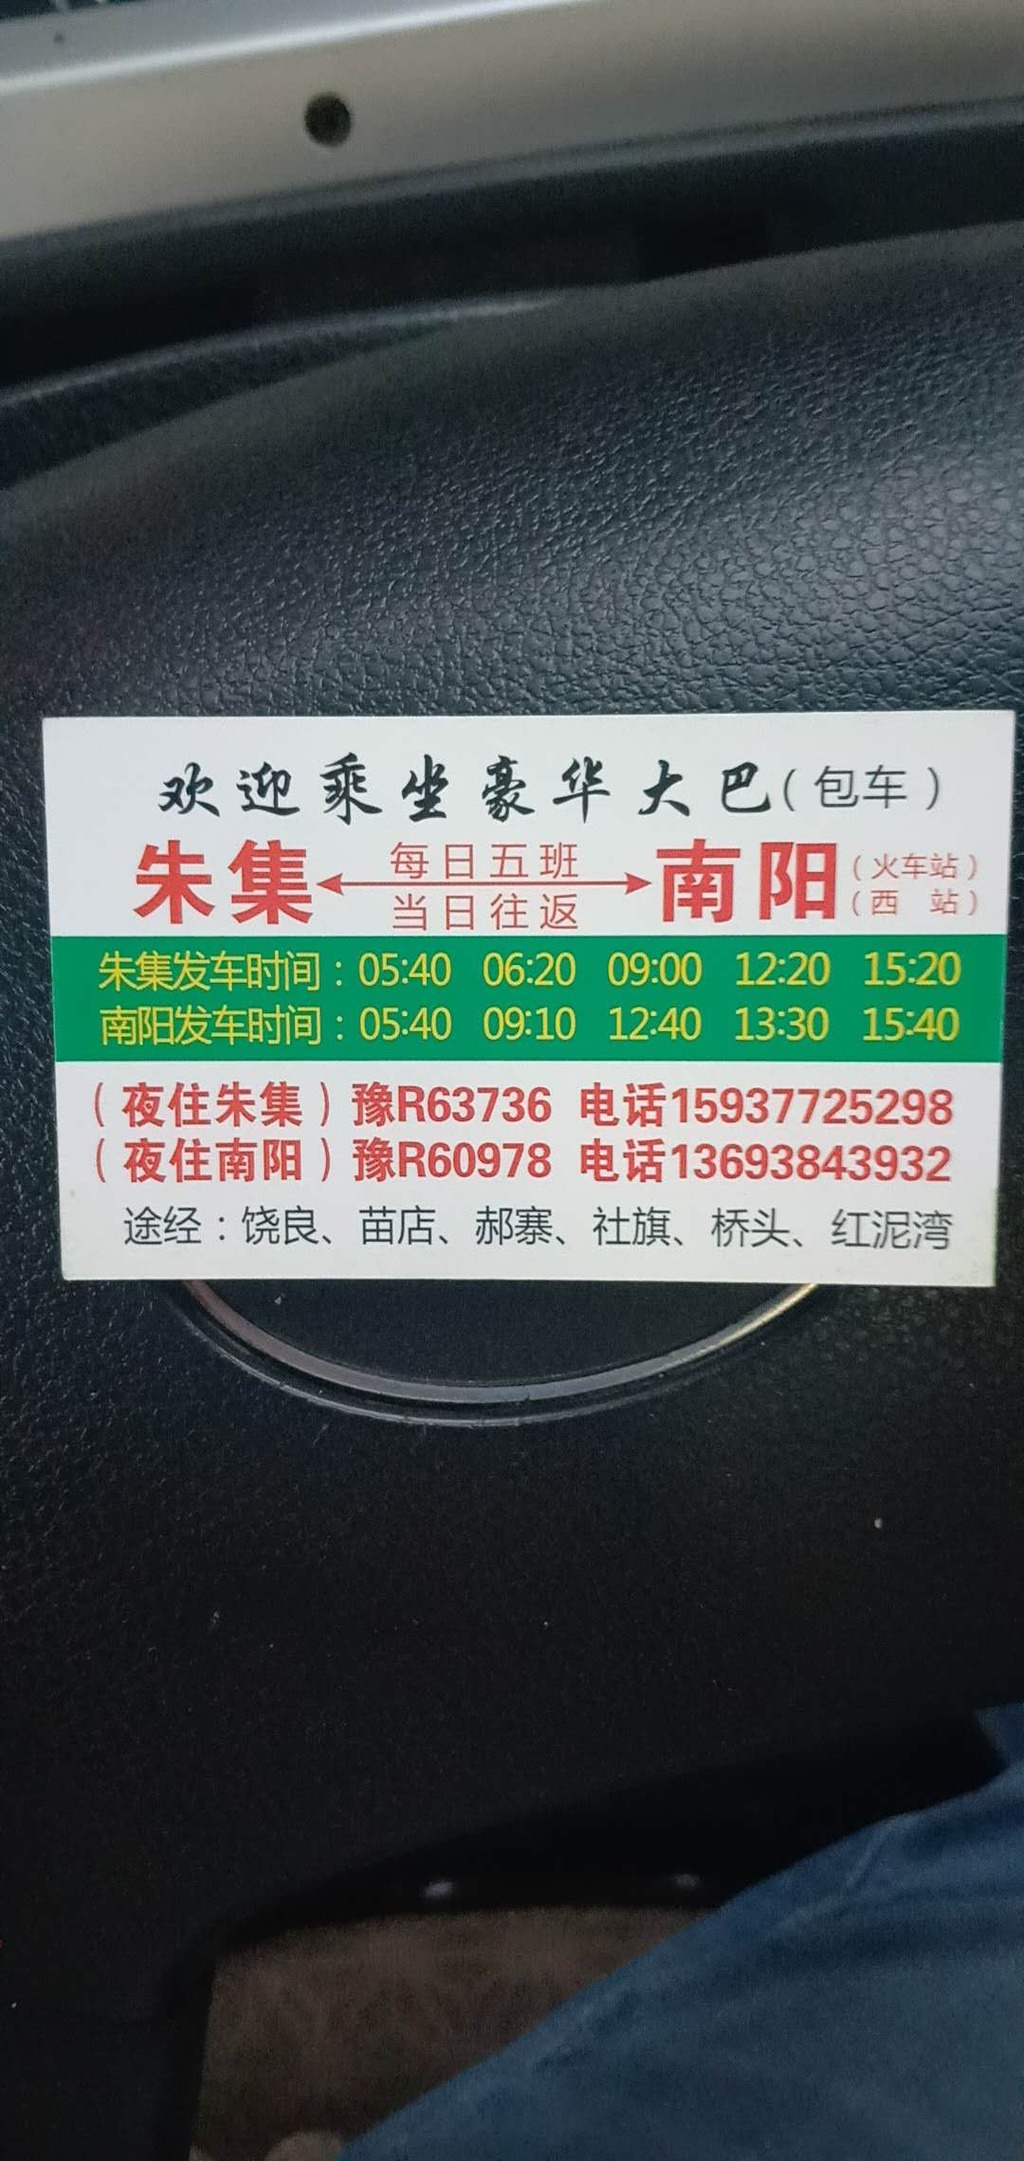 欢迎乘坐豪华大巴（包车）
朱集 每日五班 当日往返 南阳（火车站）（西 站）
朱集发车时间：05:40 06:20 09:00 12:20 15:20
南阳发车时间：05:40 09:10 12:40 13:30 15:40
（夜住朱集）豫R63736 电话15937725298
（夜住南阳）豫R60978 电话13693843932
途经：饶良、苗店、郝寨、社旗、桥头、红泥湾